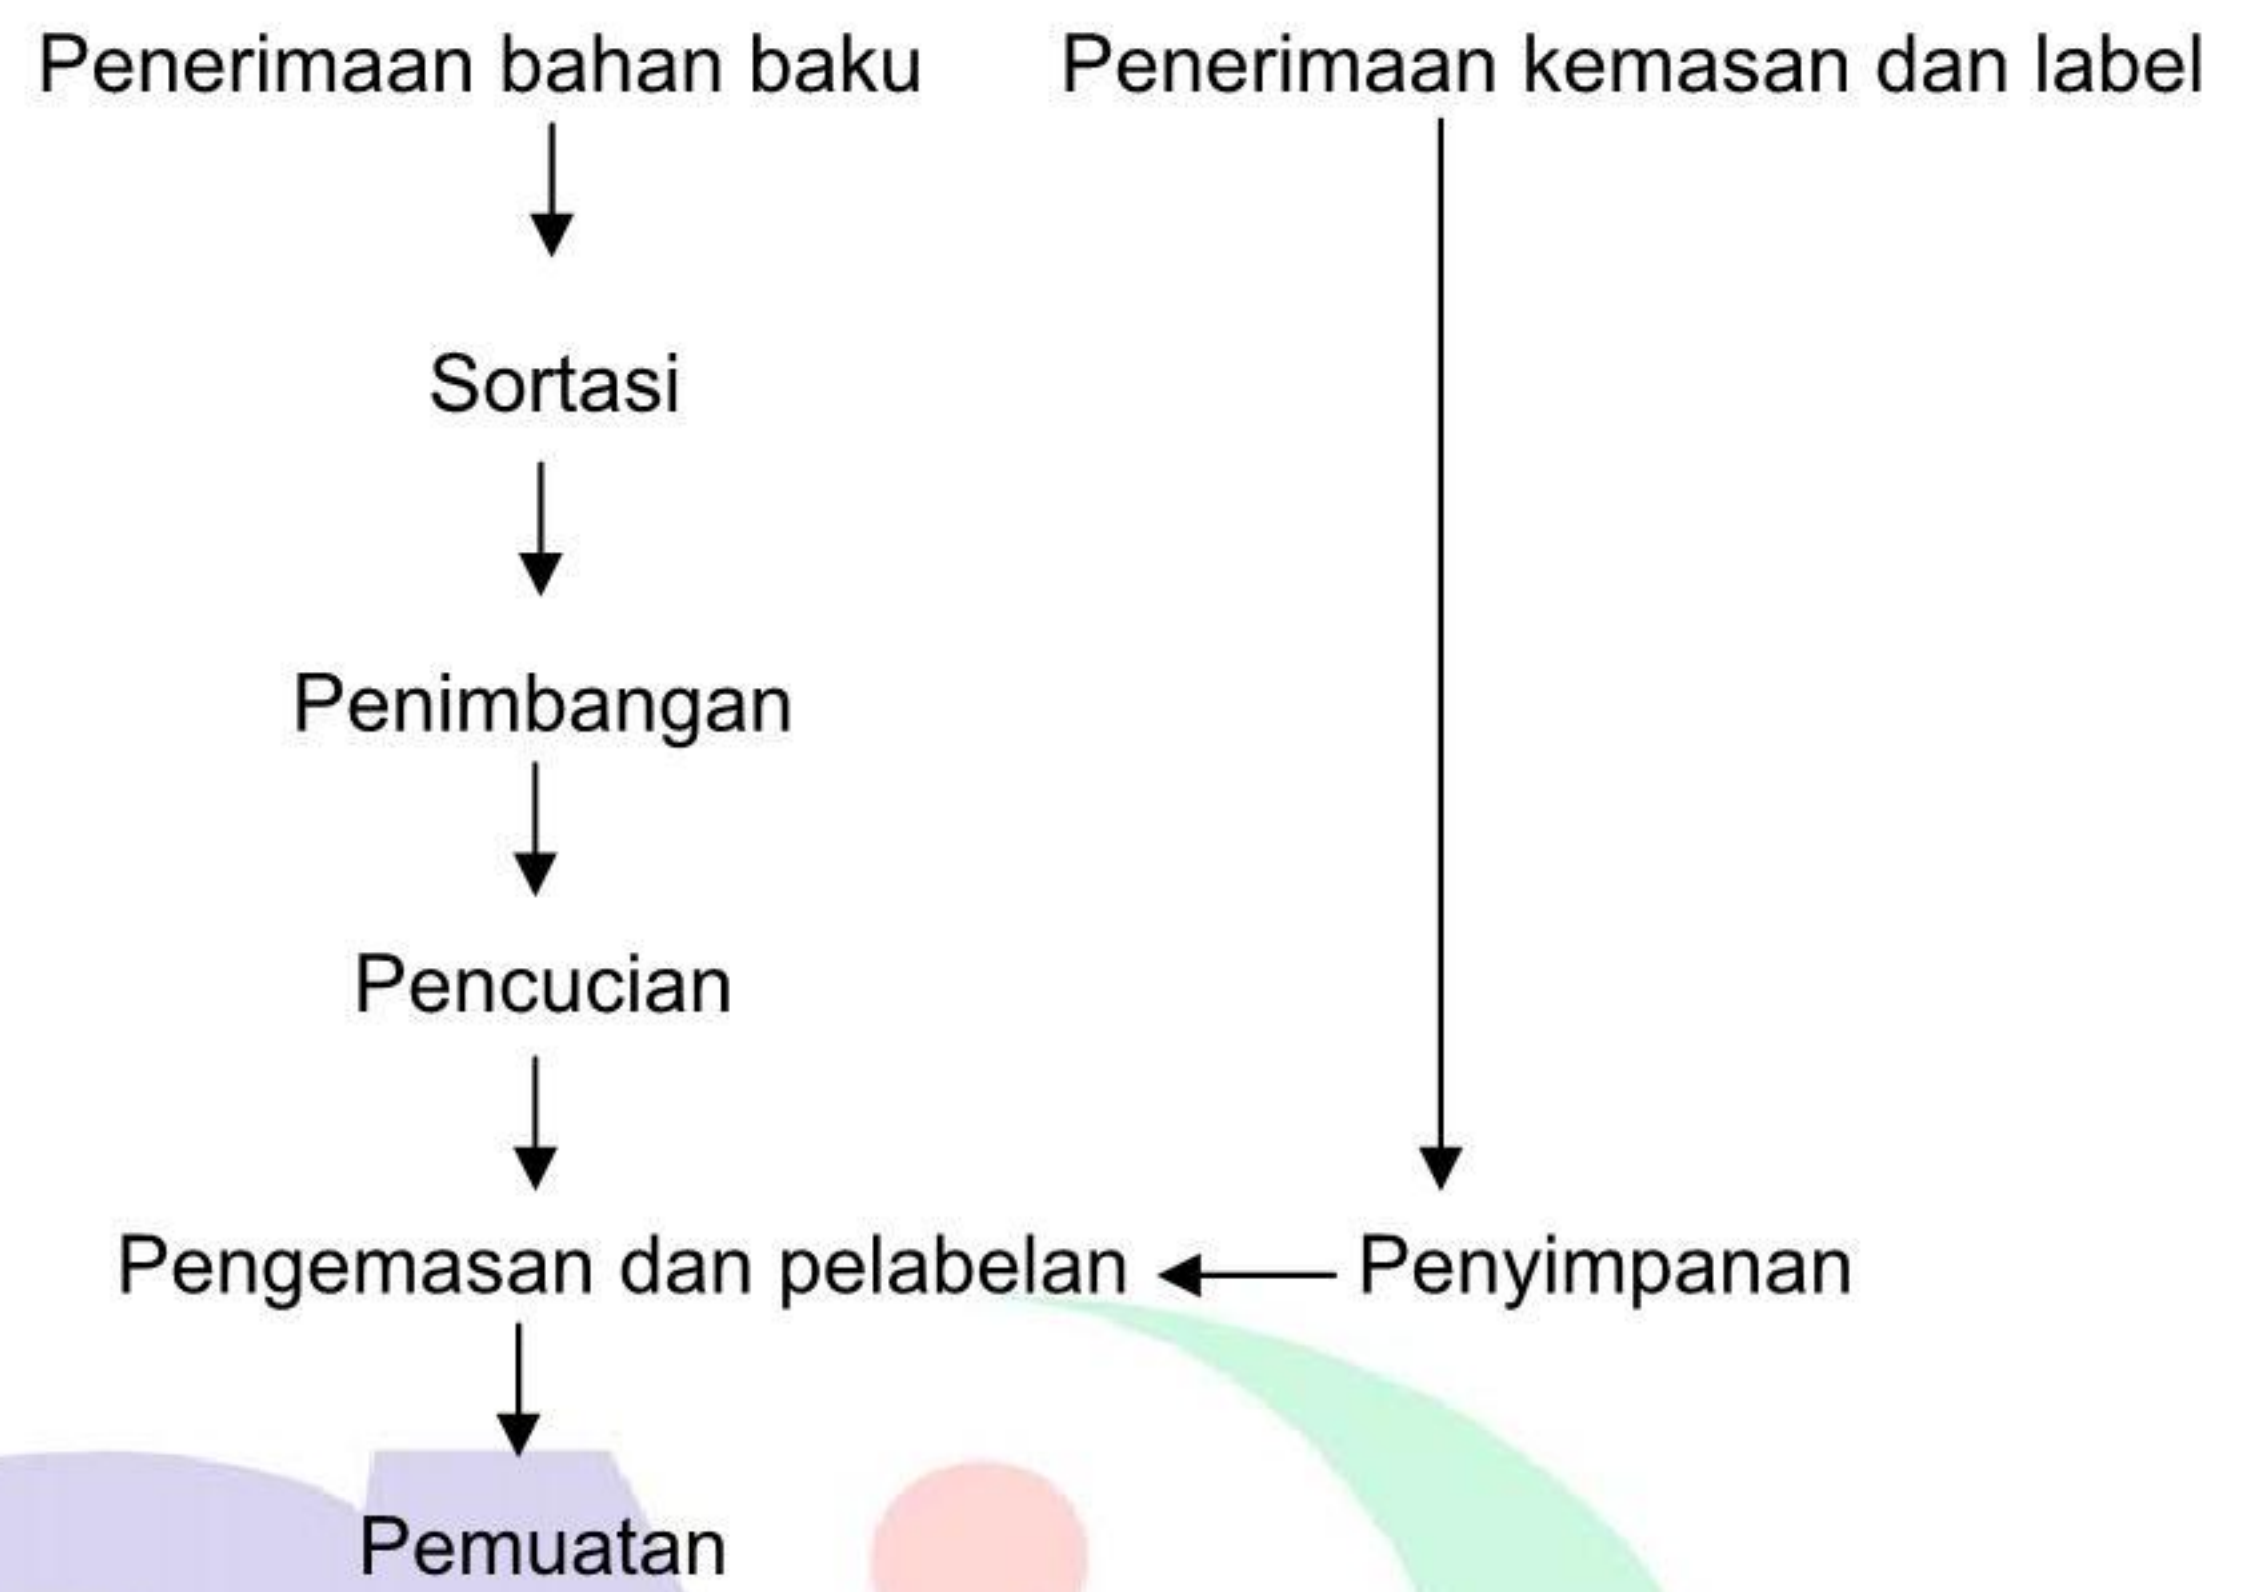 Penerimaan bahan baku
Penerimaan kemasan dan label
Sortasi
Penimbangan
Pencucian
Pengemasan dan pelabelan
Penyimpanan
Pemuatan